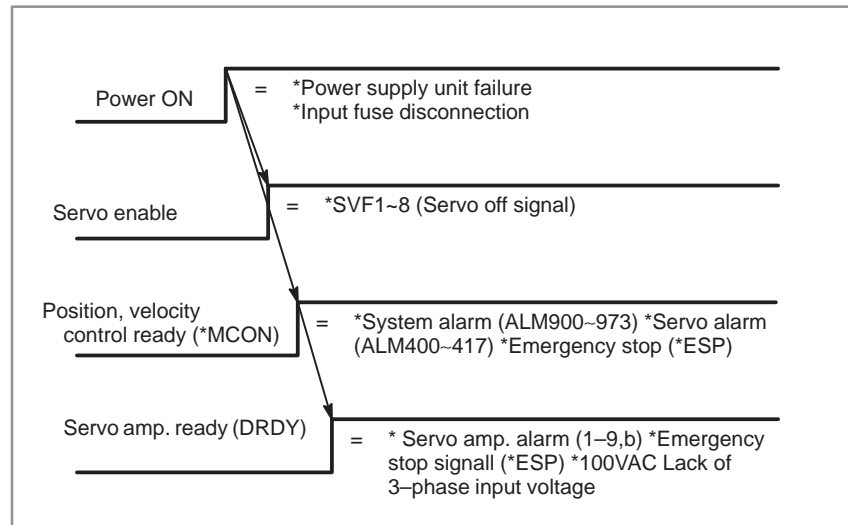 Power ON
= *Power supply unit failure
*Input fuse disconnection
Servo enable
= *SVF1~8 (Servo off signal)
Position, velocity
control ready (*MCON)
= *System alarm (ALM900~973) *Servo alarm
(ALM400~417) *Emergency stop (*ESP)
Servo amp. ready (DRDY)
= * Servo amp. alarm (1–9,b) *Emergency
stop signall (*ESP) *100VAC Lack of
3–phase input voltage